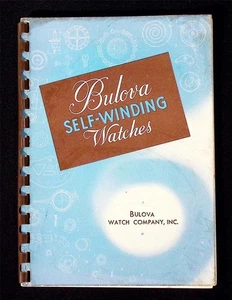 Bulova
SELF-WINDING
Watches
BULOVA
WATCH COMPANY, INC.